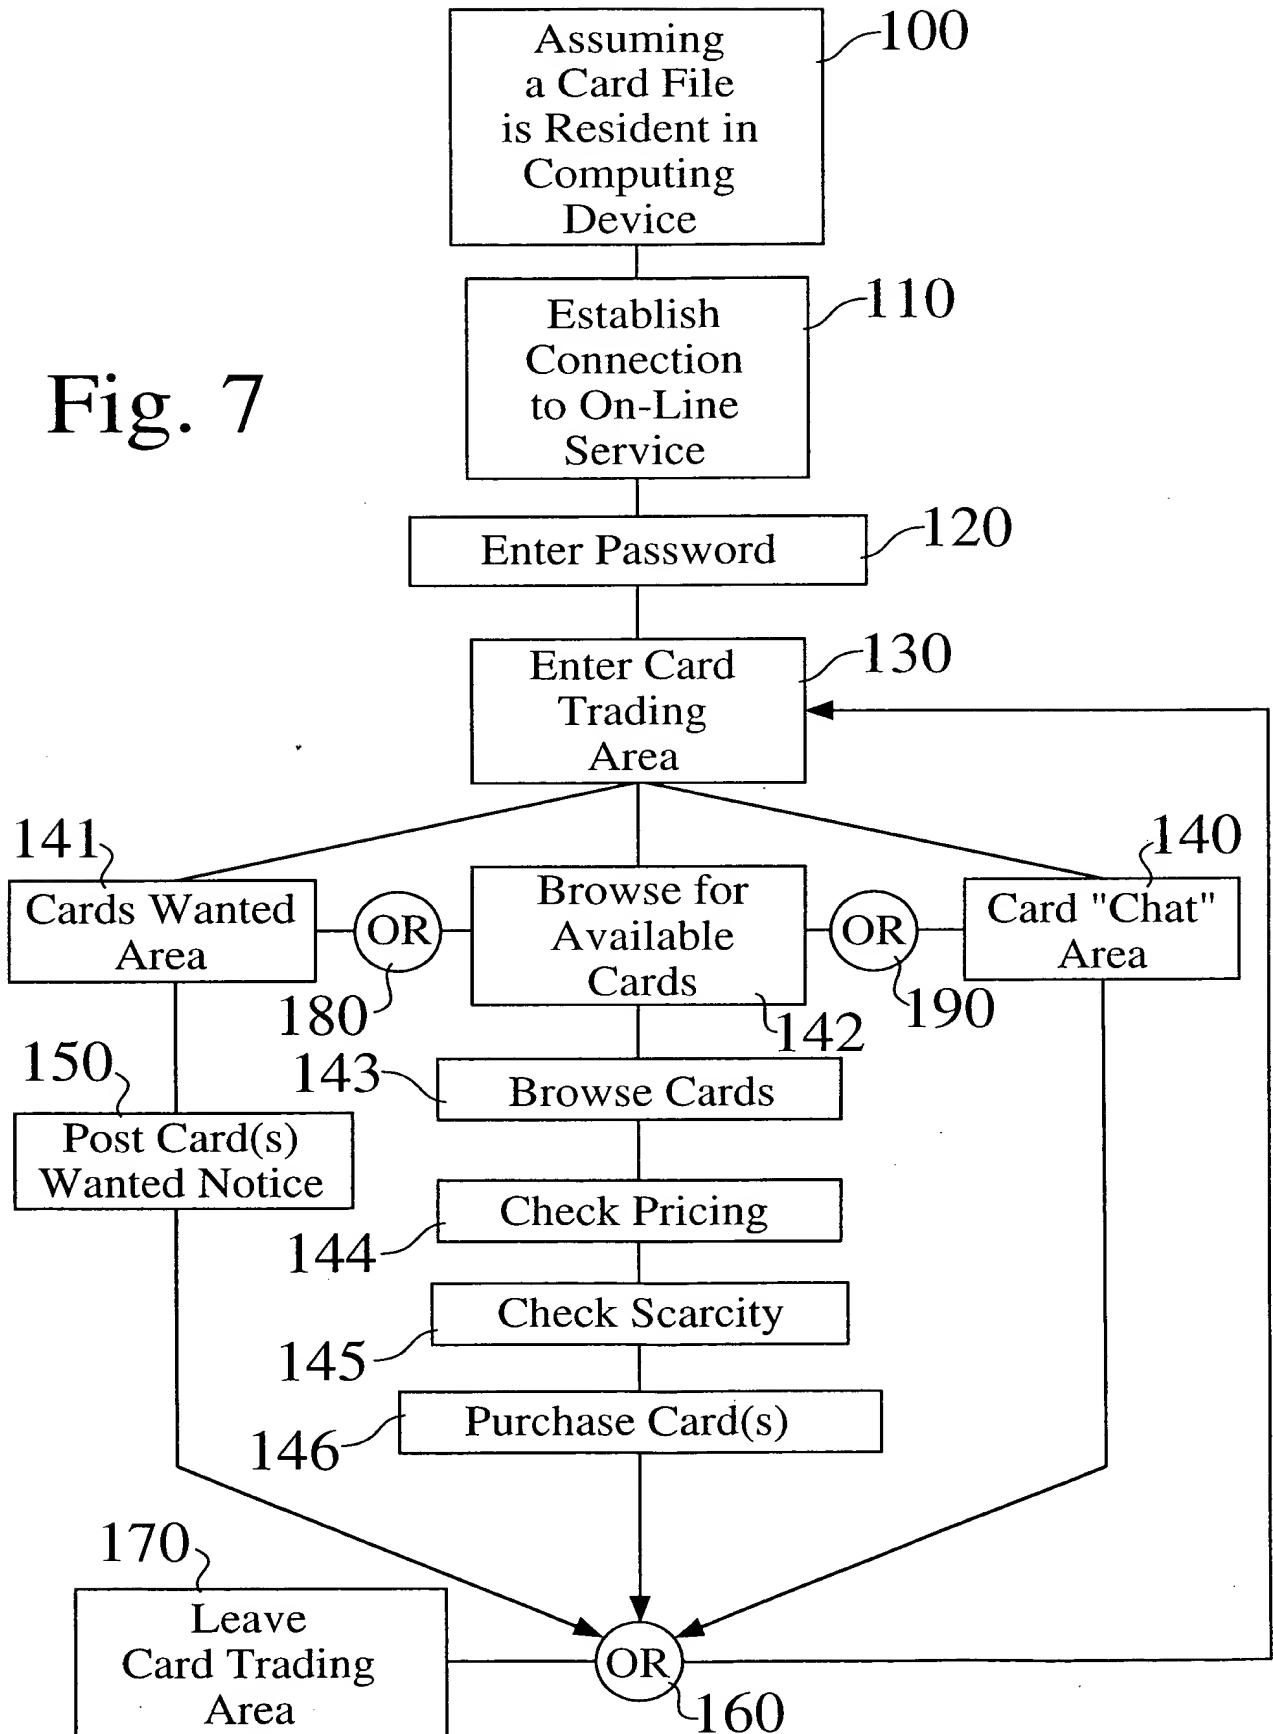 100
Assuming
a Card File
is Resident in
Computing
Device
110
Establish
Connection
to On-Line
Service
Fig. 7
120
Enter Password
130
Enter Card
Trading
Area
141
Cards Wanted
Area
OR
180
Browse for
Available
Cards
142
OR
190
140
Card "Chat"
Area
150
Post Card(s)
Wanted Notice
143
Browse Cards
144
Check Pricing
145
Check Scarcity
146
Purchase Card(s)
170
Leave
Card Trading
Area
OR
160